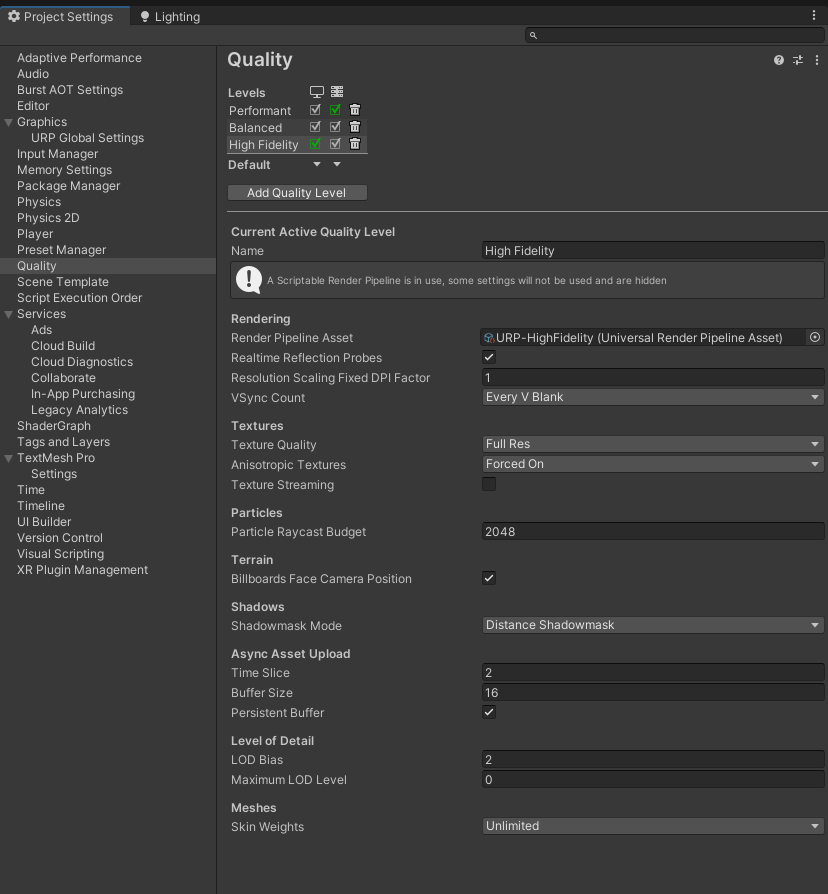 Project Settings
Lighting
Adaptive Performance
Audio
Burst AOT Settings
Editor
Graphics
URP Global Settings
Input Manager
Memory Settings
Package Manager
Physics
Physics 2D
Player
Preset Manager
Quality
Scene Template
Script Execution Order
Services
Ads
Cloud Build
Cloud Diagnostics
Collaborate
In-App Purchasing
Legacy Analytics
ShaderGraph
Tags and Layers
TextMesh Pro
Settings
Time
Timeline
UI Builder
Version Control
Visual Scripting
XR Plugin Management
Quality
Levels
Performant
Balanced
High Fidelity
Default
Add Quality Level
Current Active Quality Level
Name High Fidelity
A Scriptable Render Pipeline is in use, some settings will not be used and are hidden
Rendering
Render Pipeline Asset URP-HighFidelity (Universal Render Pipeline Asset)
Realtime Reflection Probes
Resolution Scaling Fixed DPI Factor 1
VSync Count Every V Blank
Textures
Texture Quality Full Res
Anisotropic Textures Forced On
Texture Streaming
Particles
Particle Raycast Budget 2048
Terrain
Billboards Face Camera Position
Shadows
Shadowmask Mode Distance Shadowmask
Async Asset Upload
Time Slice 2
Buffer Size 16
Persistent Buffer
Level of Detail
LOD Bias 2
Maximum LOD Level 0
Meshes
Skin Weights Unlimited